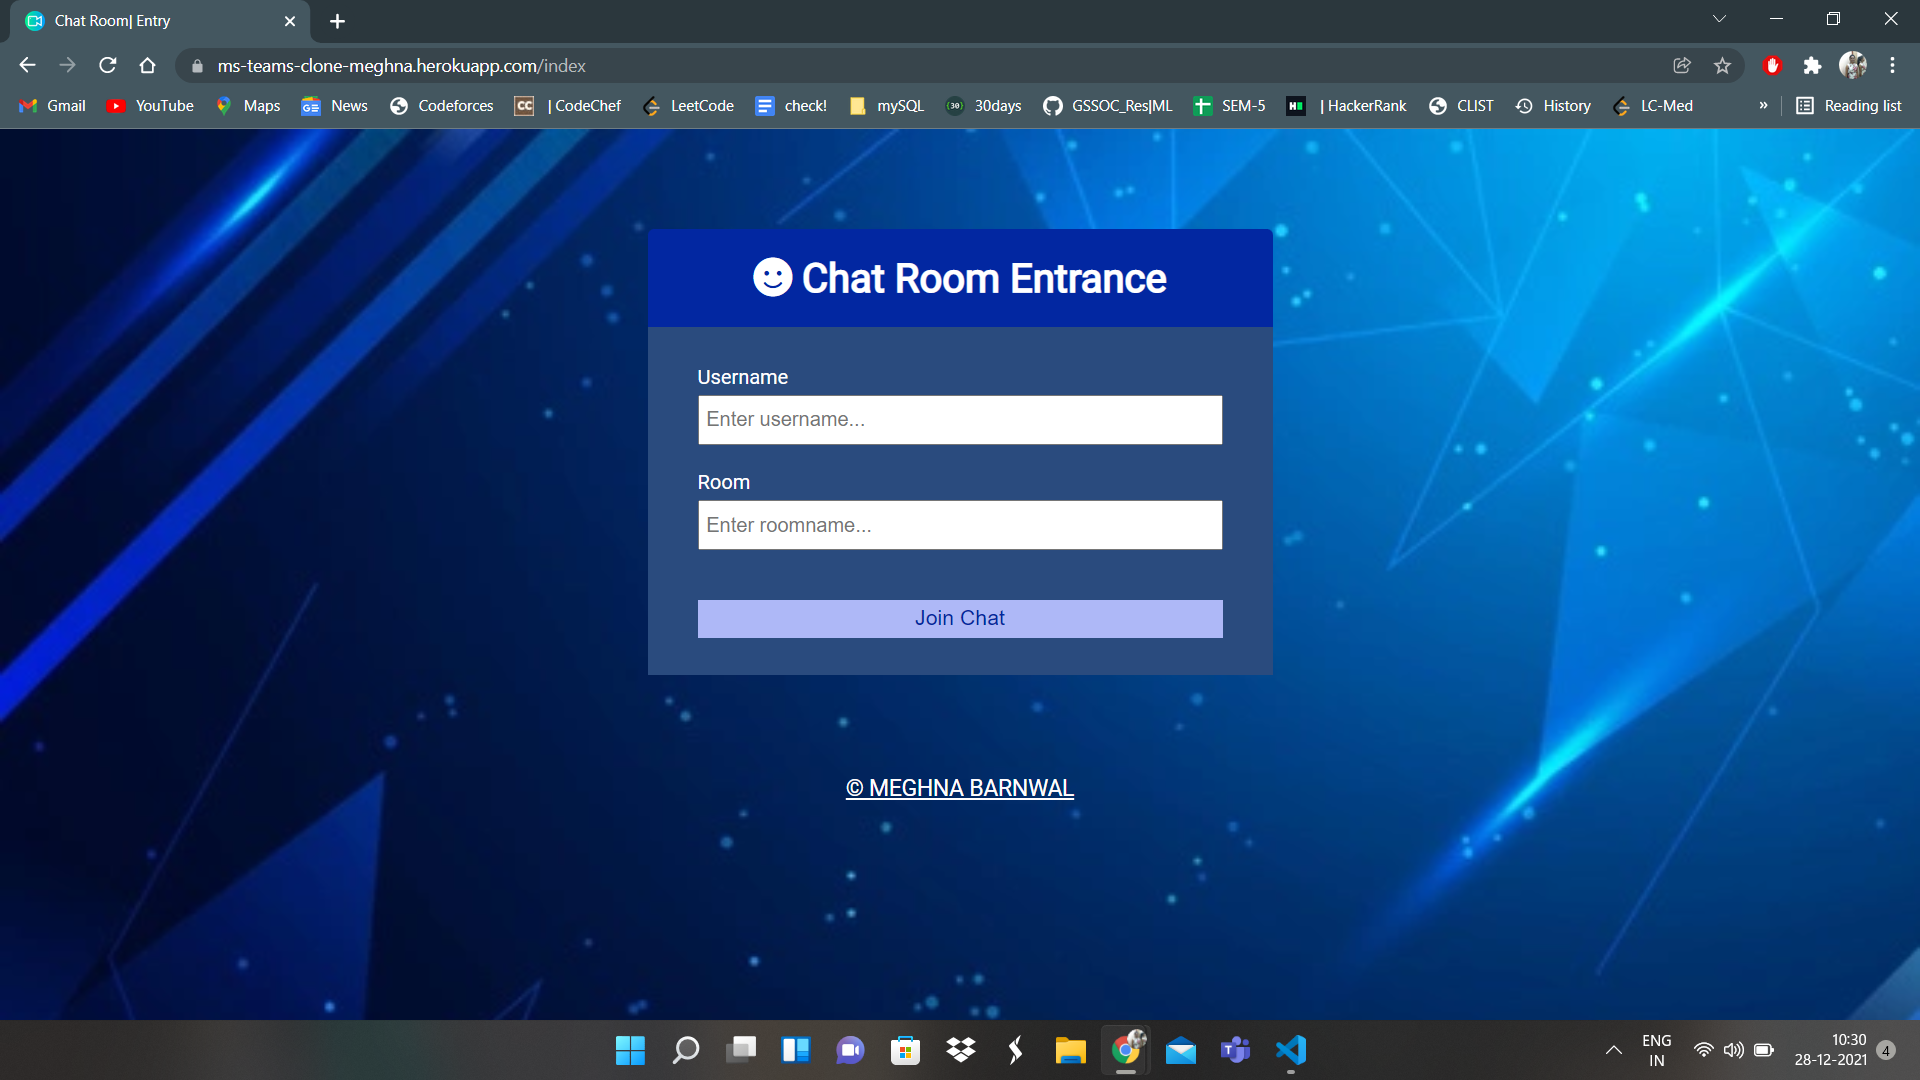 Chat Room| Entry
ms-teams-clone-meghna.herokuapp.com/index
Gmail YouTube Maps News Codeforces CC | CodeChef LeetCode check! mySQL {30} 30days GSSOC_Res|ML SEM-5 H | HackerRank CLIST History LC-Med » Reading list
Chat Room Entrance
Username
Enter username...
Room
Enter roomname...
Join Chat
© MEGHNA BARNWAL
ENG
IN
10:30
28-12-2021
4